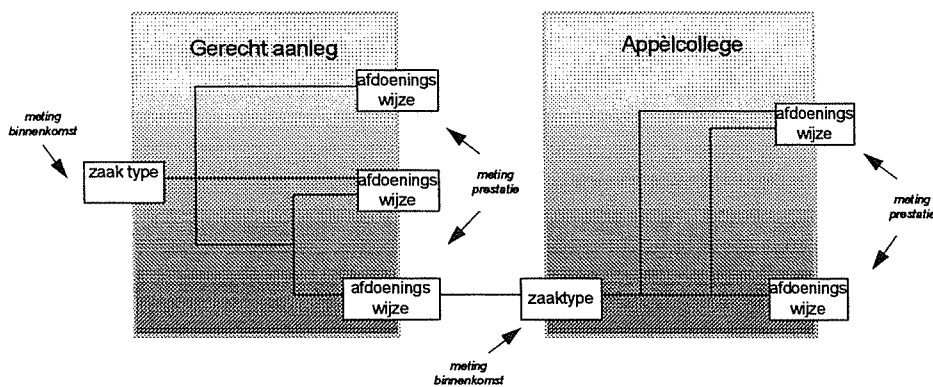 Gerecht aanleg
afdoenings
wijze
meting
binnenkomst
zaak type
afdoenings
wijze
meting
prestatie
afdoenings
wijze
Appèlcollege
afdoenings
wijze
meting
prestatie
zaaktype
afdoenings
wijze
meting
binnenkomst